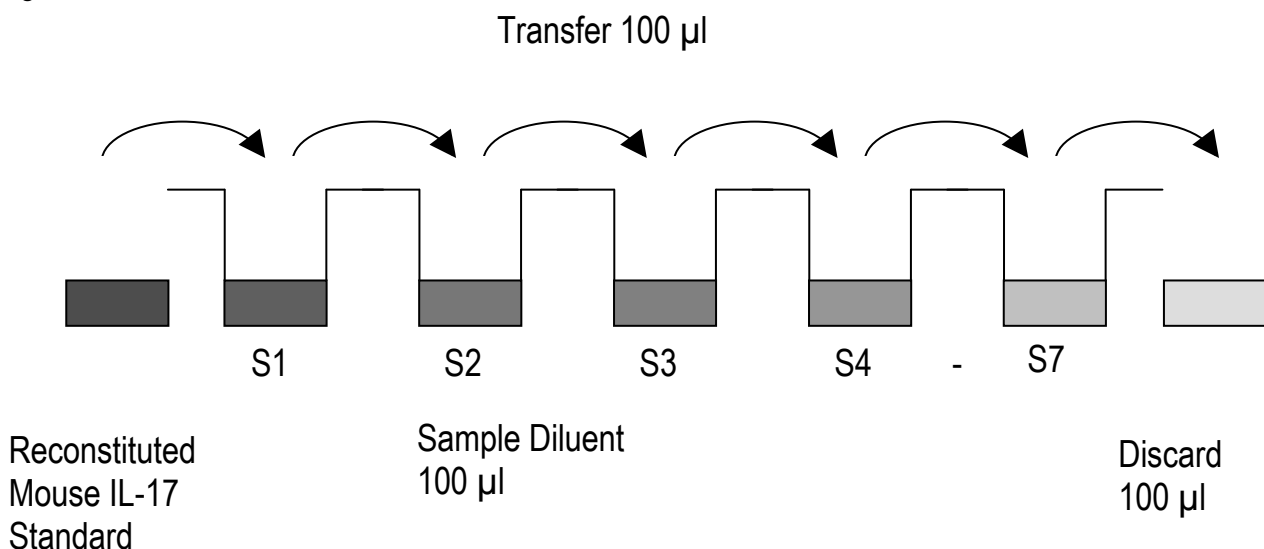 Transfer 100 µl
S1 S2 S3 S4 - S7
Reconstituted
Mouse IL-17
Standard
Sample Diluent
100 µl
Discard
100 µl